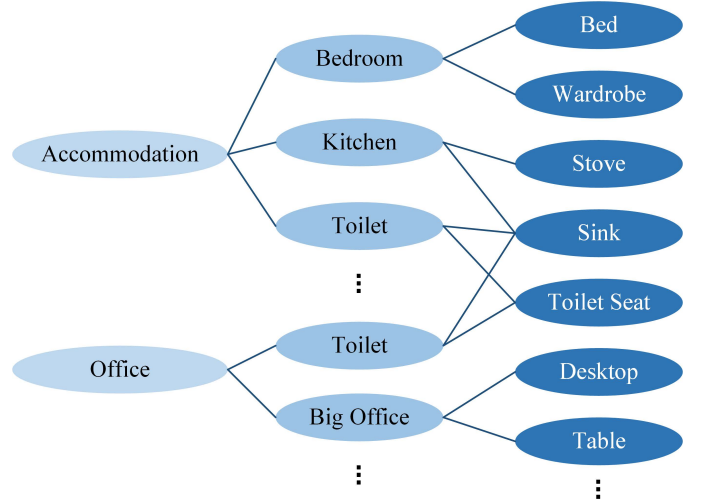 Bed
Bedroom
Wardrobe
Kitchen
Accommodation
Stove
Toilet
Sink
Toilet Seat
Toilet
Office
Desktop
Big Office
Table